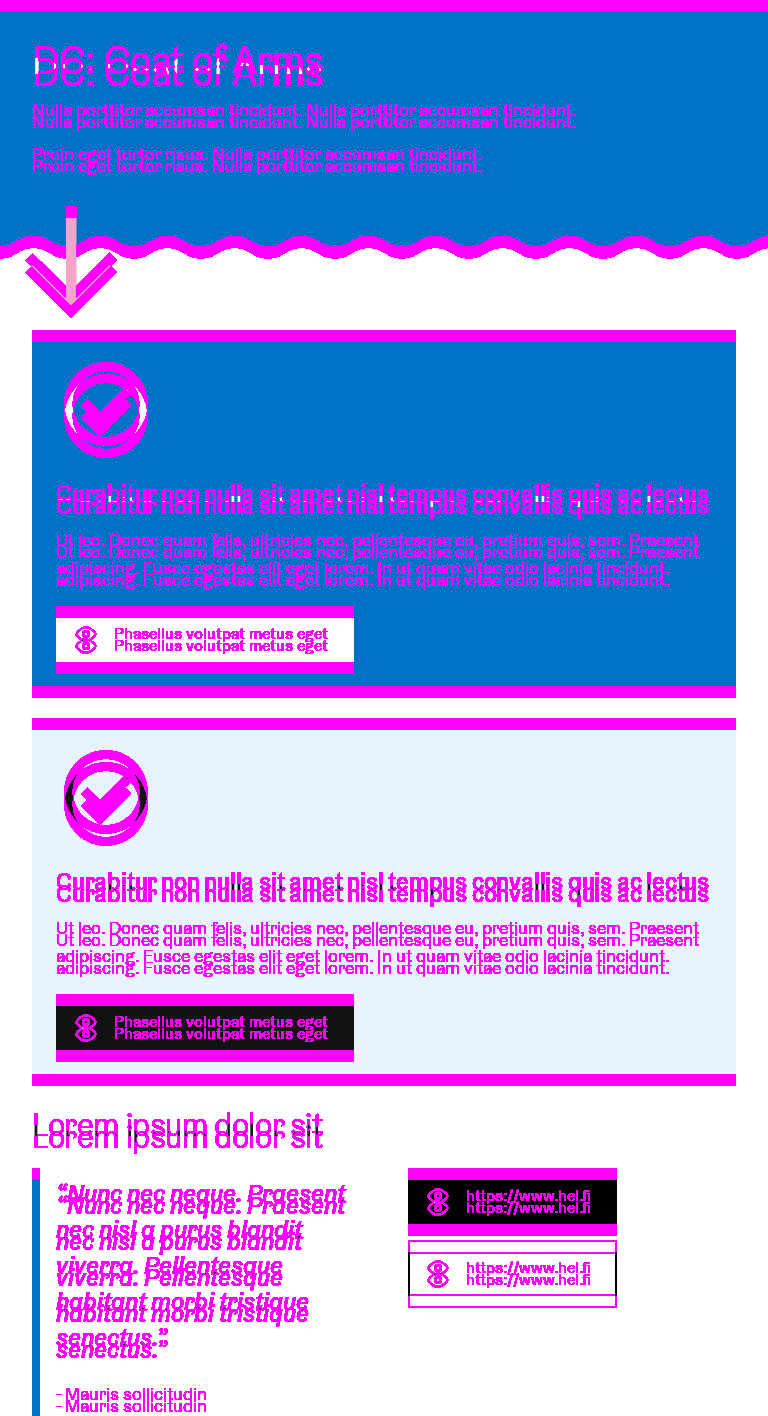 DC: Coat of Arms
Nulla porttitor accumsan tincidunt. Nulla porttitor accumsan tincidunt.
Proin eget tortor risus. Nulla porttitor accumsan tincidunt.
Curabitur non nulla sit amet nisl tempus convallis quis ac lectus
Ut leo. Donec quam felis, ultricies nec, pellentesque eu, pretium quis, sem. Praesent
adipiscing. Fusce egestas elit eget lorem. In ut quam vitae odio lacinia tincidunt.
Phasellus volutpat metus eget
Curabitur non nulla sit amet nisl tempus convallis quis ac lectus
Ut leo. Donec quam felis, ultricies nec, pellentesque eu, pretium quis, sem. Praesent
adipiscing. Fusce egestas elit eget lorem. In ut quam vitae odio lacinia tincidunt.
Phasellus volutpat metus eget
Lorem ipsum dolor sit
“Nunc nec neque. Praesent
nec nisl a purus blandit
viverra. Pellentesque
habitant morbi tristique
senectus.”
- Mauris sollicitudin
https://www.hel.fi
https://www.hel.fi